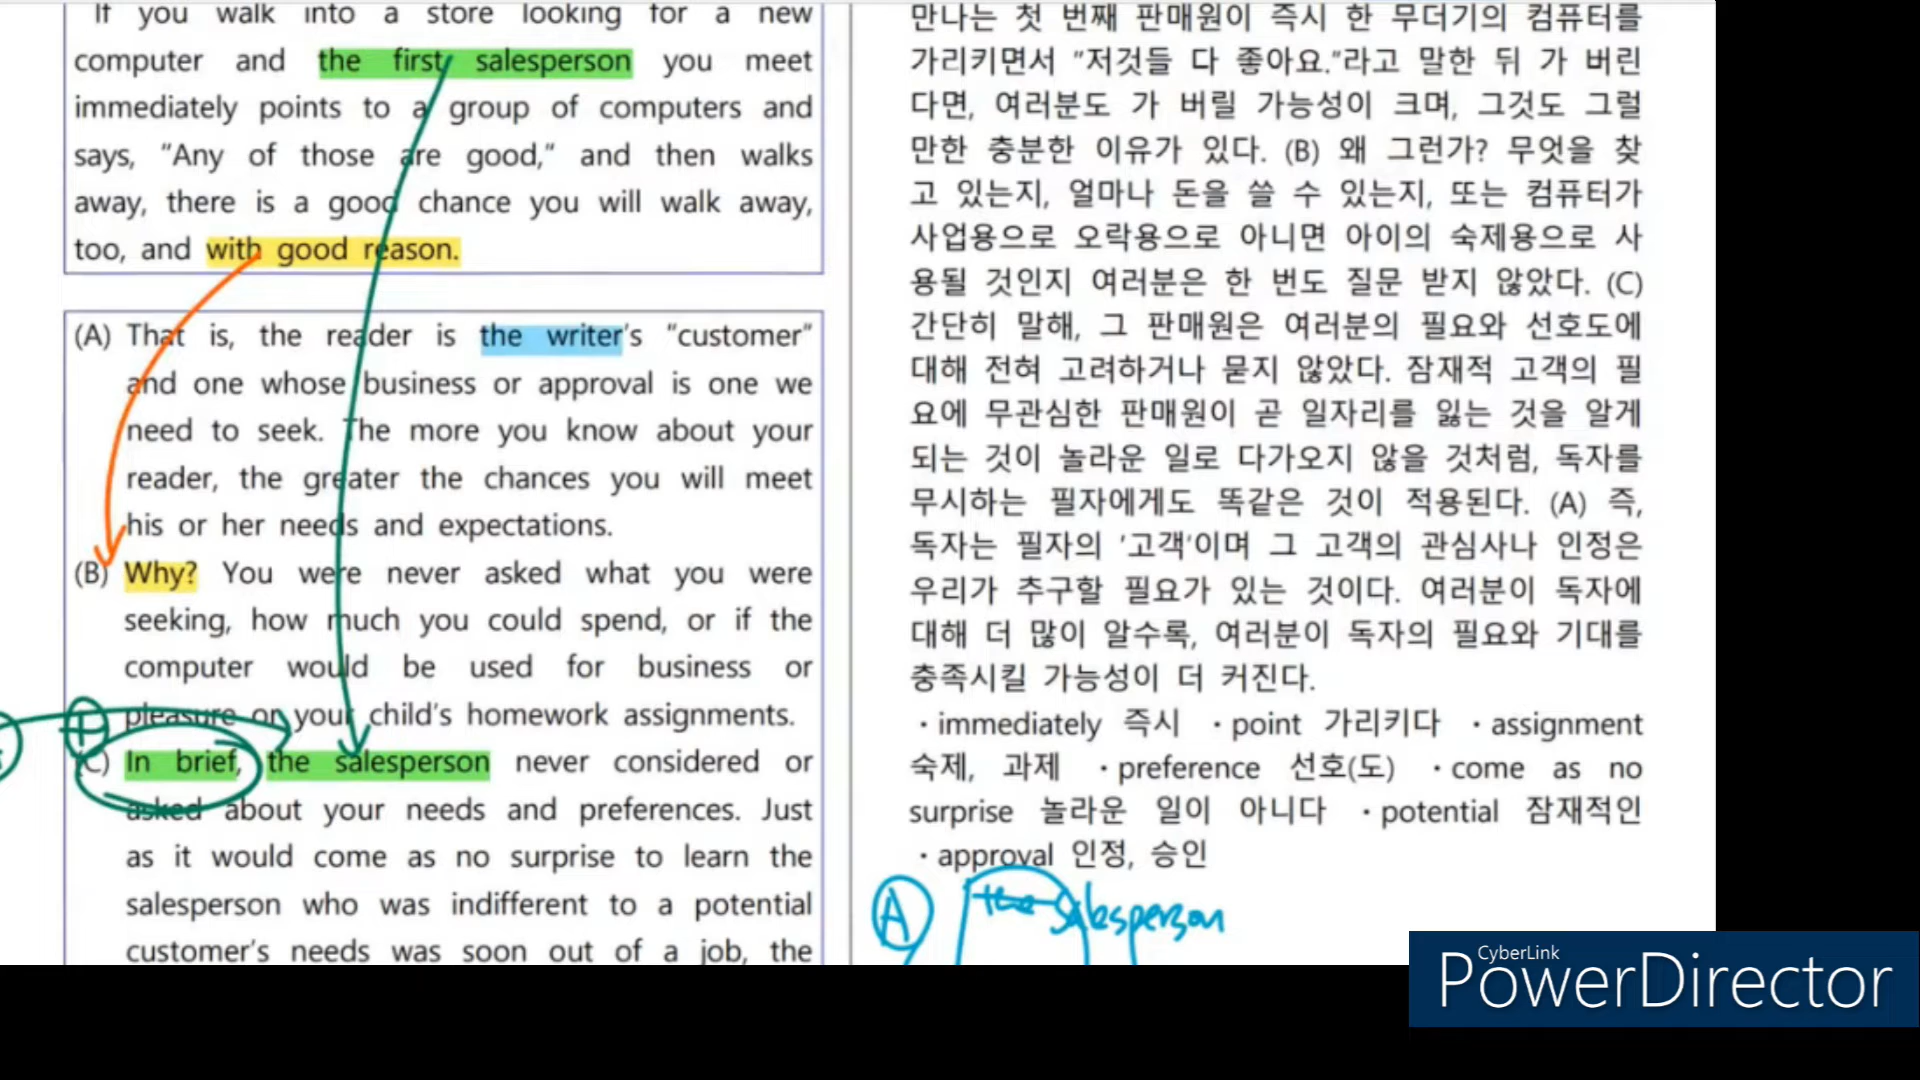 If you walk into a store looking for a new
computer and the first salesperson you meet
immediately points to a group of computers and
says, “Any of those are good,” and then walks
away, there is a good chance you will walk away,
too, and with good reason.
(A) That is, the reader is the writer’s “customer”
and one whose business or approval is one we
need to seek. The more you know about your
reader, the greater the chances you will meet
his or her needs and expectations.
(B) Why? You were never asked what you were
seeking, how much you could spend, or if the
computer would be used for business or
pleasure or your child’s homework assignments.
(C) In brief, the salesperson never considered or
asked about your needs and preferences. Just
as it would come as no surprise to learn the
salesperson who was indifferent to a potential
customer’s needs was soon out of a job, the
만나는 첫 번째 판매원이 즉시 한 무더기의 컴퓨터를
가리키면서 “저것들 다 좋아요.”라고 말한 뒤 가 버린
다면, 여러분도 가 버릴 가능성이 크며, 그것도 그럴
만한 충분한 이유가 있다. (B) 왜 그런가? 무엇을 찾
고 있는지, 얼마나 돈을 쓸 수 있는지, 또는 컴퓨터가
사업용으로 오락용으로 아니면 아이의 숙제용으로 사
용될 것인지 여러분은 한 번도 질문 받지 않았다. (C)
간단히 말해, 그 판매원은 여러분의 필요와 선호도에
대해 전혀 고려하거나 묻지 않았다. 잠재적 고객의 필
요에 무관심한 판매원이 곧 일자리를 잃는 것을 알게
되는 것이 놀라운 일로 다가오지 않을 것처럼, 독자를
무시하는 필자에게도 똑같은 것이 적용된다. (A) 즉,
독자는 필자의 ‘고객’이며 그 고객의 관심사나 인정은
우리가 추구할 필요가 있는 것이다. 여러분이 독자에
대해 더 많이 알수록, 여러분이 독자의 필요와 기대를
충족시킬 가능성이 더 커진다.
· immediately 즉시 · point 가리키다 · assignment
숙제, 과제 · preference 선호(도) · come as no
surprise 놀라운 일이 아니다 · potential 잠재적인
· approval 인정, 승인
A the salesperson
CyberLink
PowerDirector